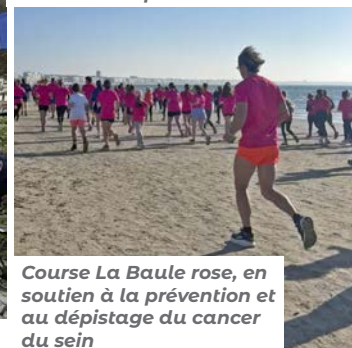 Course La Baule rose, en
soutien à la prévention et
au dépistage du cancer
du sein